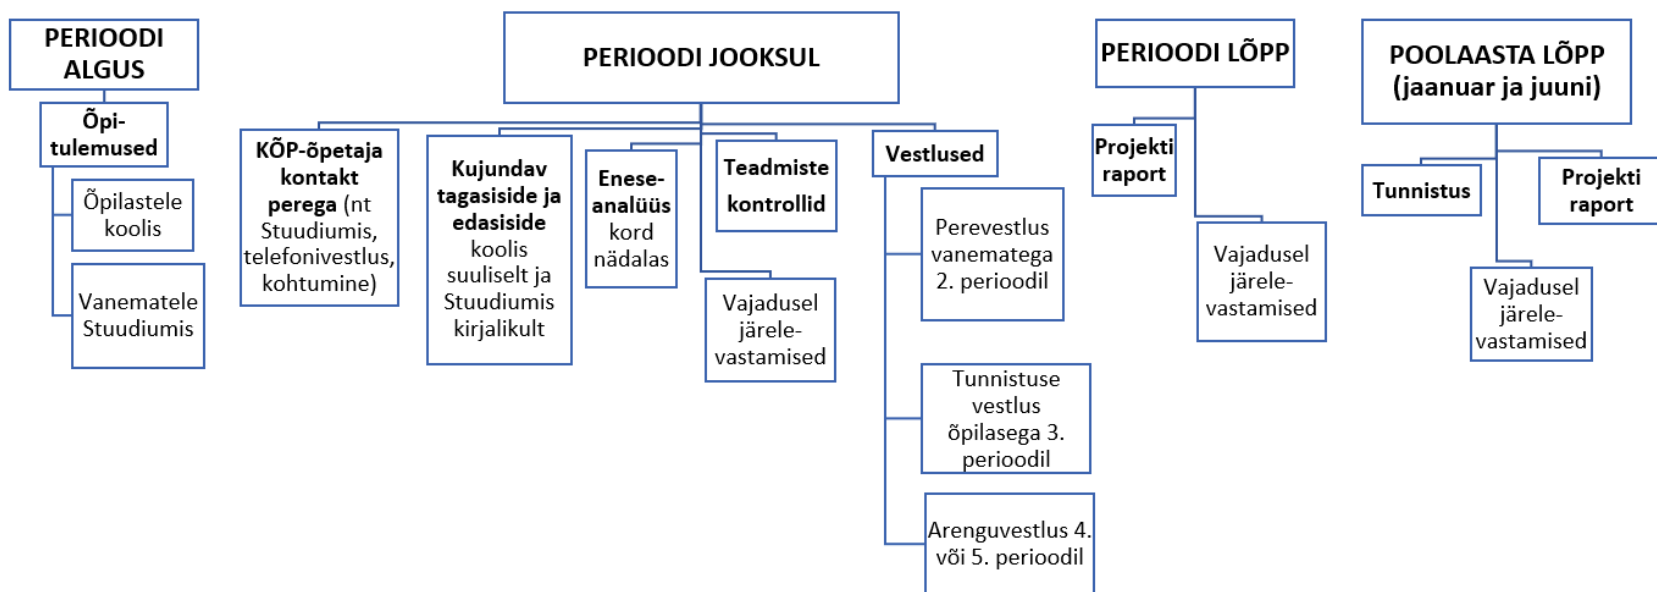 PERIOODI
ALGUS
Õpi-
tulemused
Õpilastele
koolis
Vanematele
Stuudiumis
PERIOODI JOOKSUL
KÕP-õpetaja
kontakt
perega (nt
Stuudiumis,
telefonivestlus,
kohtumine)
Kujundav
tagasiside ja
edasiside
koolis
suuliselt ja
Stuudiumis
kirjalikult
Enese-
analüüs
kord
nädalas
Teadmiste
kontrollid
Vajadusel
järele-
vastamised
Vestlused
Perevestlus
vanematega
2. perioodil
Tunnistuse
vestlus
õpilasega 3.
perioodil
Arenguvestlus 4.
või 5. perioodil
PERIOODI LÕPP
Projekti
raport
Vajadusel
järele-
vastamised
POOLAASTA LÕPP
(jaanuar ja juuni)
Tunnistus
Projekti
raport
Vajadusel
järele-
vastamised